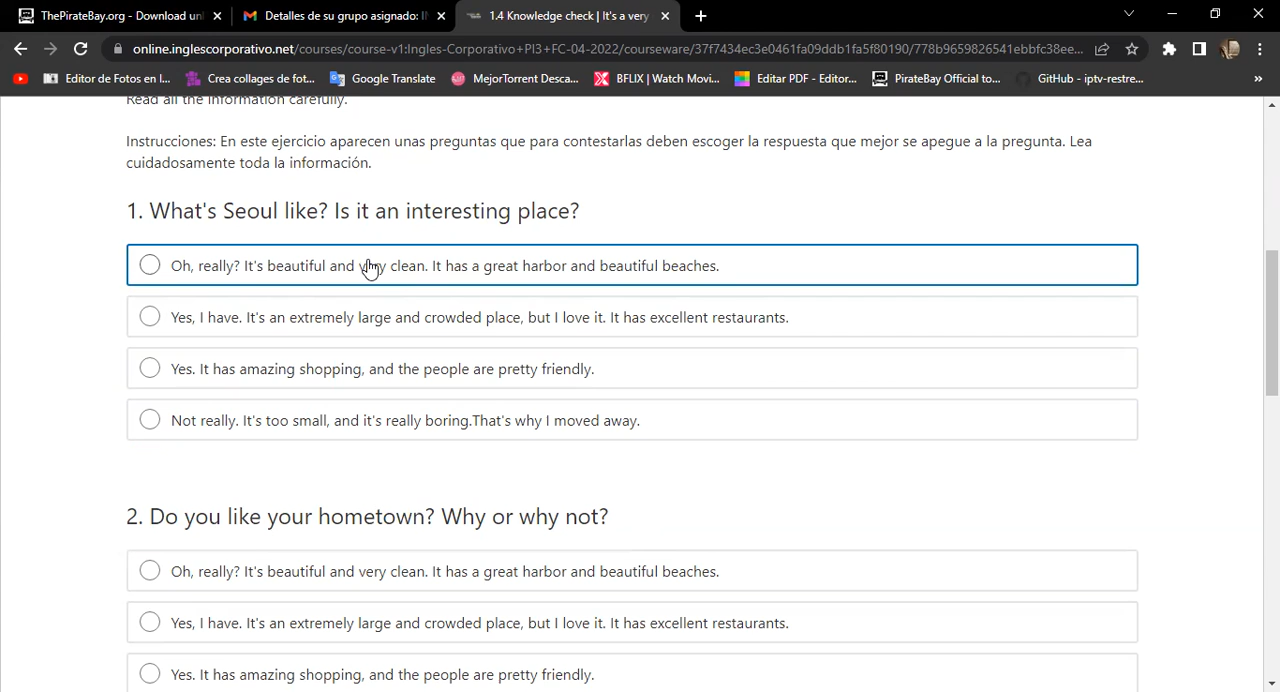 ThePirateBay.org - Download unl
Detalles de su grupo asignado: I
1.4 Knowledge check | It's a very
online.inglescorporativo.net/courses/course-v1:Ingles-Corporativo+PI3+FC-04-2022/courseware/37f7434ec3e0461fa09ddb1fa5f80190/778b9659826541ebbfc38ee...
Editor de Fotos en l...
Crea collages de fot...
Google Translate
MejorTorrent Desca...
BFLIX | Watch Movi...
Editar PDF - Editor...
PirateBay Official to...
GitHub - iptv-restre...
Read all the information carefully.
Instrucciones: En este ejercicio aparecen unas preguntas que para contestarlas deben escoger la respuesta que mejor se apegue a la pregunta. Lea
cuidadosamente toda la información.
1. What's Seoul like? Is it an interesting place?
Oh, really? It's beautiful and very clean. It has a great harbor and beautiful beaches.
Yes, I have. It's an extremely large and crowded place, but I love it. It has excellent restaurants.
Yes. It has amazing shopping, and the people are pretty friendly.
Not really. It's too small, and it's really boring.That's why I moved away.
2. Do you like your hometown? Why or why not?
Oh, really? It's beautiful and very clean. It has a great harbor and beautiful beaches.
Yes, I have. It's an extremely large and crowded place, but I love it. It has excellent restaurants.
Yes. It has amazing shopping, and the people are pretty friendly.